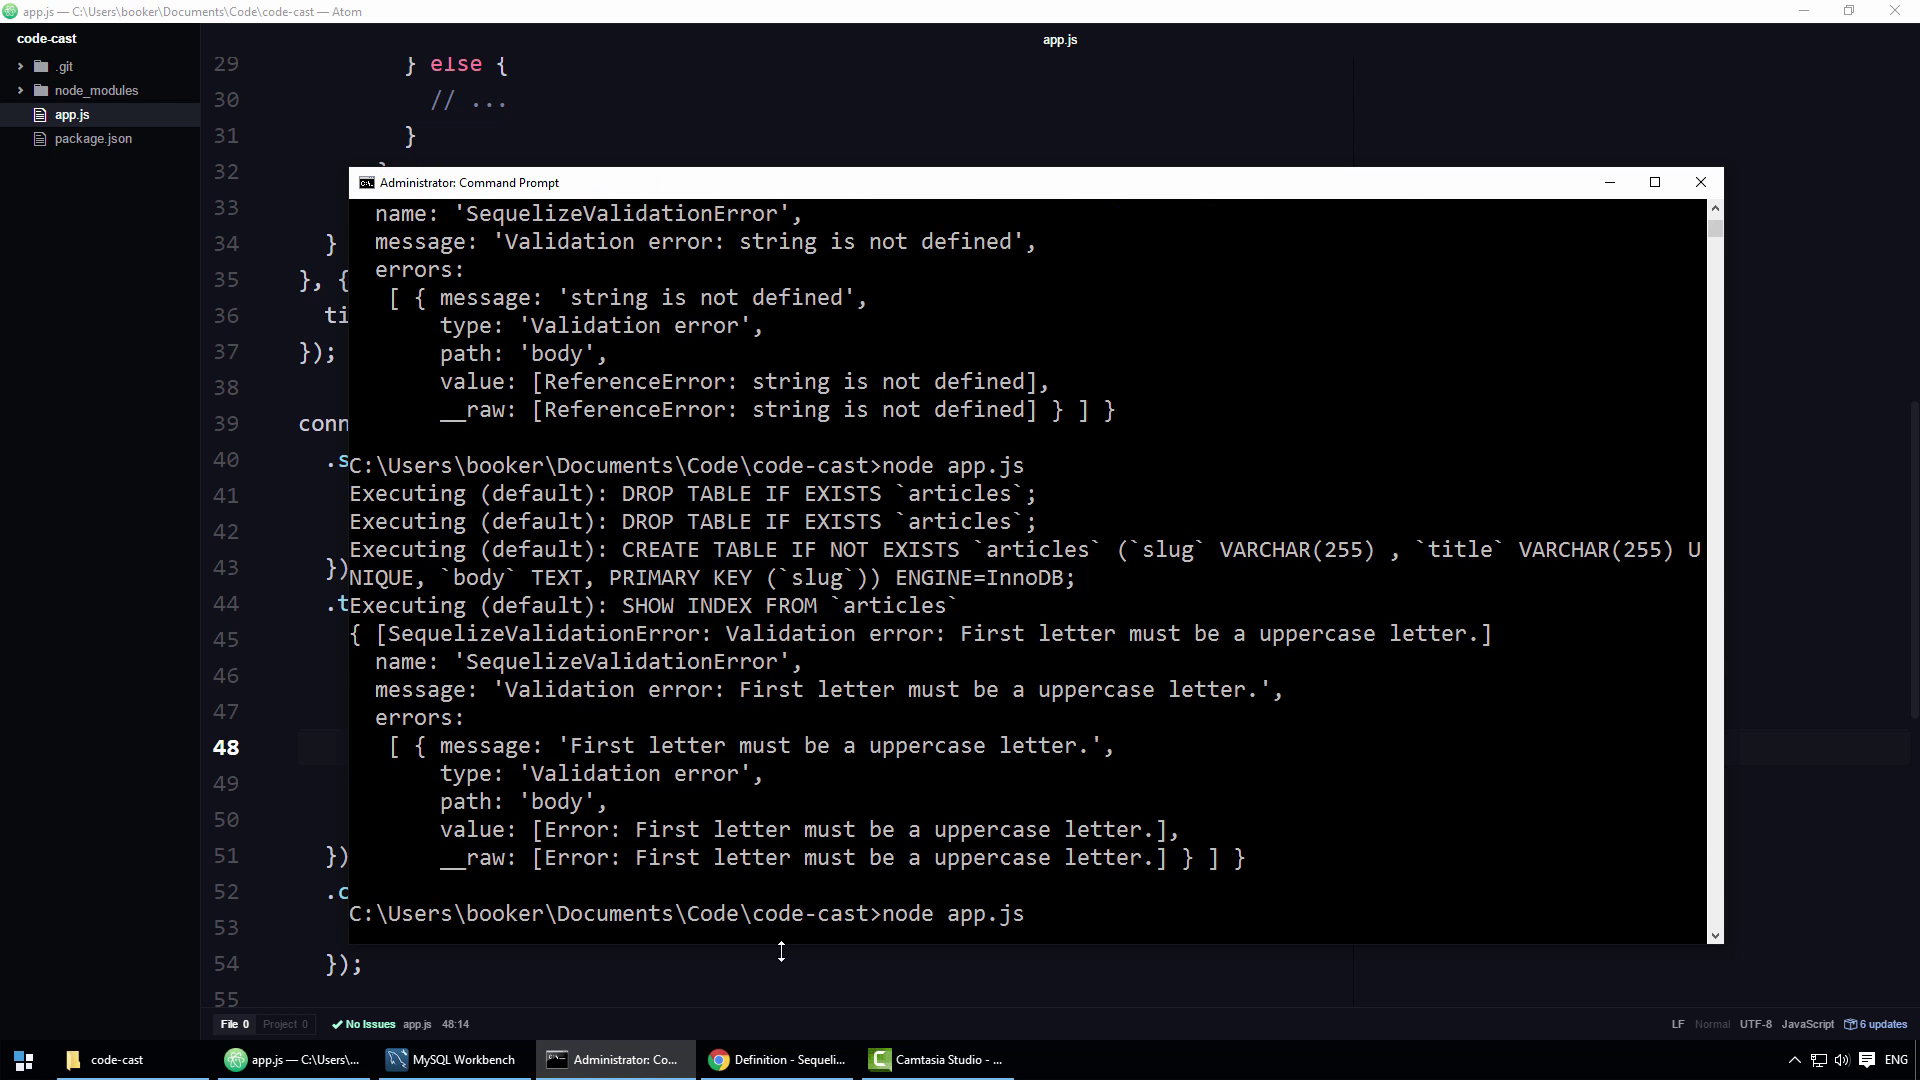 app.js — C:\Users\booker\Documents\Code\code-cast — Atom
code-cast
.git
node_modules
app.js
package.json
app.js
29 } else {
30 // ...
31 }
32
33
34 }
35 }, {
36 ti
37 });
38
39 conn
40 .s
41
42
43 })
44 .t
45
46
47
48
49
50
51 })
52 .c
53
54 });
55
Administrator: Command Prompt
name: 'SequelizeValidationError',
message: 'Validation error: string is not defined',
errors:
[ { message: 'string is not defined',
type: 'Validation error',
path: 'body',
value: [ReferenceError: string is not defined],
__raw: [ReferenceError: string is not defined] } ] }
C:\Users\booker\Documents\Code\code-cast>node app.js
Executing (default): DROP TABLE IF EXISTS `articles`;
Executing (default): DROP TABLE IF EXISTS `articles`;
Executing (default): CREATE TABLE IF NOT EXISTS `articles` (`slug` VARCHAR(255) , `title` VARCHAR(255) U
NIQUE, `body` TEXT, PRIMARY KEY (`slug`)) ENGINE=InnoDB;
Executing (default): SHOW INDEX FROM `articles`
{ [SequelizeValidationError: Validation error: First letter must be a uppercase letter.]
name: 'SequelizeValidationError',
message: 'Validation error: First letter must be a uppercase letter.',
errors:
[ { message: 'First letter must be a uppercase letter.',
type: 'Validation error',
path: 'body',
value: [Error: First letter must be a uppercase letter.],
__raw: [Error: First letter must be a uppercase letter.] } ] }
C:\Users\booker\Documents\Code\code-cast>node app.js
File 0 Project 0 No Issues app.js 48:14 LF Normal UTF-8 JavaScript 6 updates
code-cast app.js — C:\Users\... MySQL Workbench Administrator: Co... Definition - Sequeli... Camtasia Studio - ... ENG